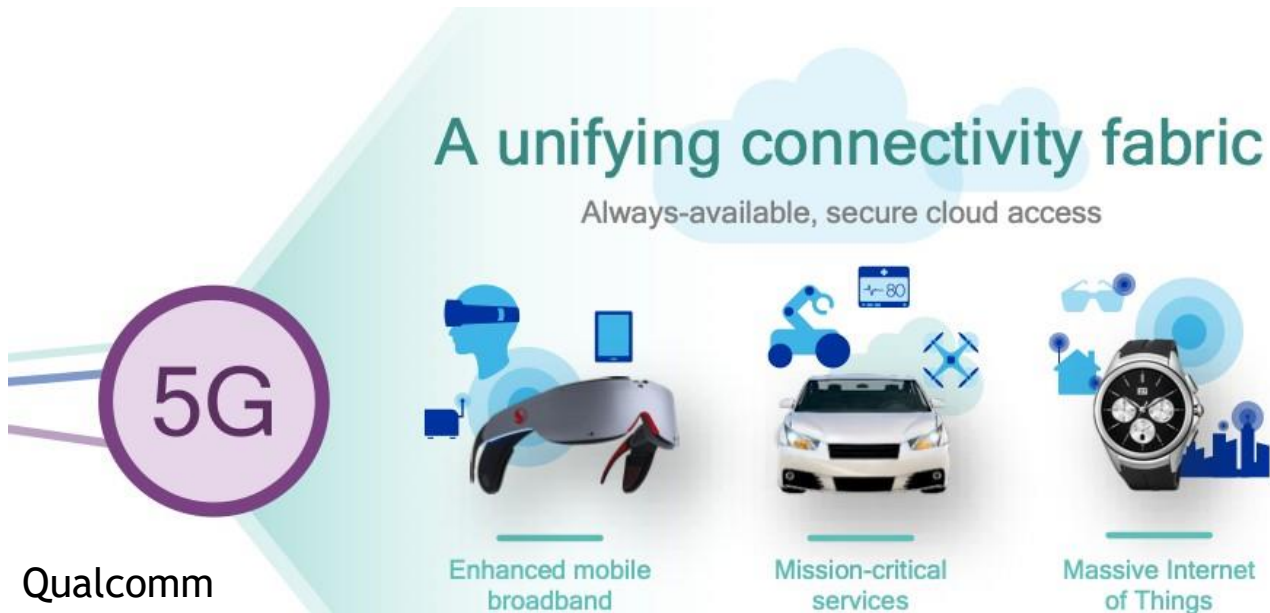 A unifying connectivity fabric
Always-available, secure cloud access
80
5G
Qualcomm
Enhanced mobile
broadband
Mission-critical
services
Massive Internet
of Things